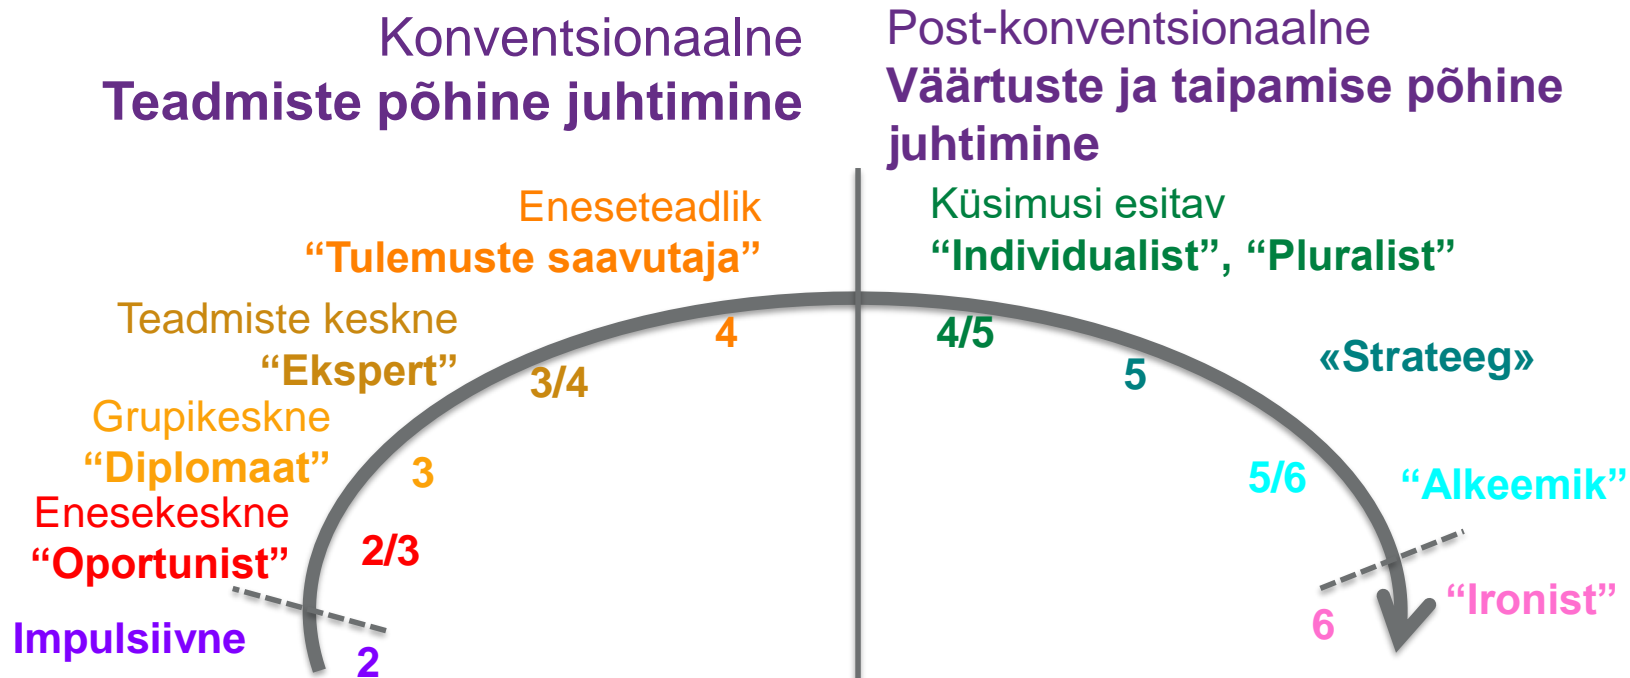 Konventsionaalne
Teadmiste põhine juhtimine
Post-konventsionaalne
Väärtuste ja taipamise põhine
juhtimine
Eneseteadlik
“Tulemuste saavutaja”
Küsimusi esitav
“Individualist”, “Pluralist”
Teadmiste keskne
“Ekspert”
4
4/5
«Strateeg»
3/4
5
Grupikeskne
“Diplomaat”
3
5/6
“Alkeemik”
Enesekeskne
“Oportunist”
2/3
“Ironist”
6
Impulsiivne
2